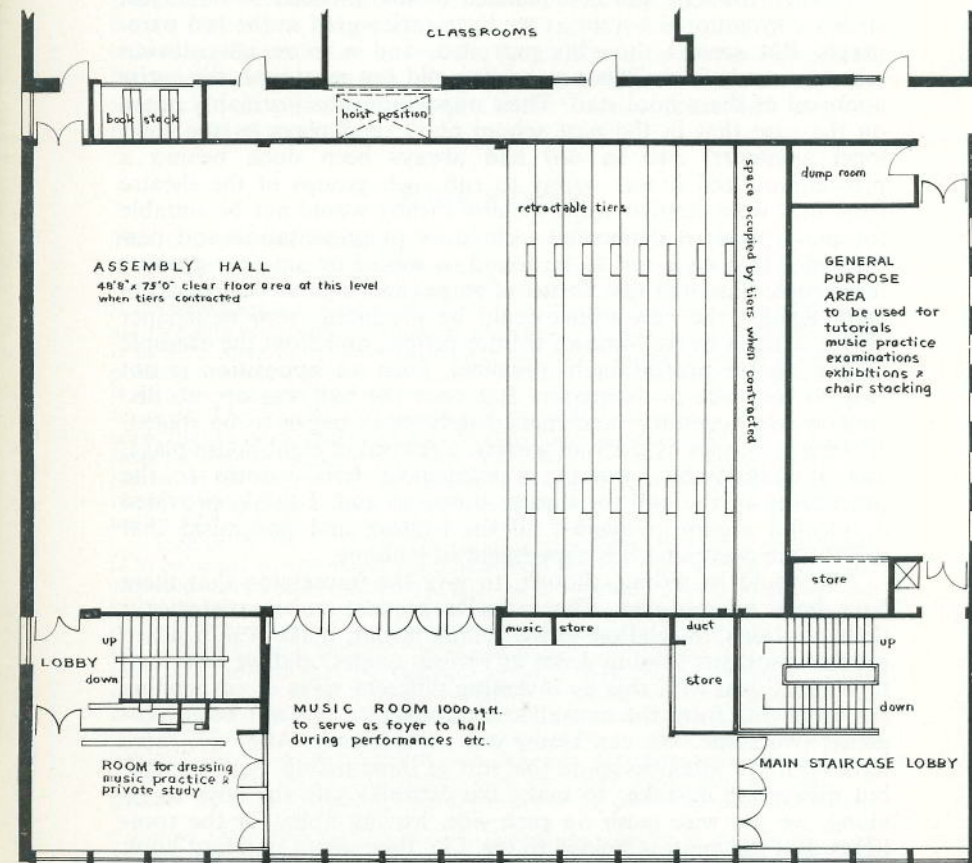 CLASSROOMS
book stack
hoist position
dump room
retractable tiers
space occupied by tiers when contracted
ASSEMBLY HALL
48'8" x 75'0" clear floor area at this level
when tiers contracted
GENERAL
PURPOSE
AREA
to be used for
tutorials
music practice
examinations
exhibitions &
chair stacking
store
up
LOBBY
down
music
store
duct
store
up
down
MUSIC ROOM 1000 sq.ft.
to serve as foyer to hall
during performances etc.
ROOM for dressing
music practice &
private study
MAIN STAIRCASE LOBBY